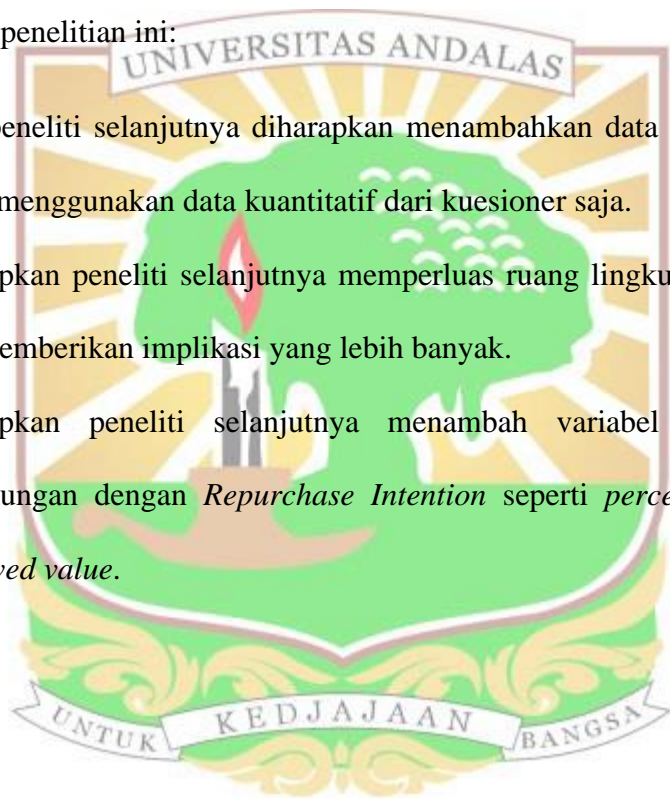 penelitian ini:
UNIVERSITAS ANDALAS
peneliti selanjutnya diharapkan menambahkan data
menggunakan data kuantitatif dari kuesioner saja.
pkan peneliti selanjutnya memperluas ruang lingku
emberikan implikasi yang lebih banyak.
pkan peneliti selanjutnya menambah variabel
ungan dengan Repurchase Intention seperti perce
ved value.
UNTUK KEDJAJAAN BANGSA